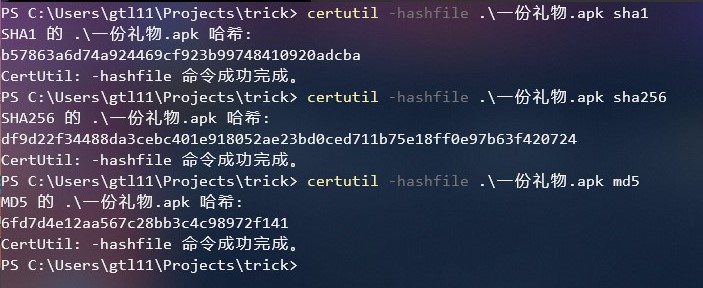 PS C:\Users\gtl11\Projects\trick> certutil -hashfile .\一份礼物.apk sha1
SHA1 的 .\一份礼物.apk 哈希:
b57863a6d74a924469cf923b99748410920adcba
CertUtil: -hashfile 命令成功完成。
PS C:\Users\gtl11\Projects\trick> certutil -hashfile .\一份礼物.apk sha256
SHA256 的 .\一份礼物.apk 哈希:
df9d22f34488da3cebc401e918052ae23bd0ced711b75e18ff0e97b63f420724
CertUtil: -hashfile 命令成功完成。
PS C:\Users\gtl11\Projects\trick> certutil -hashfile .\一份礼物.apk md5
MD5 的 .\一份礼物.apk 哈希:
6fd7d4e12aa567c28bb3c4c98972f141
CertUtil: -hashfile 命令成功完成。
PS C:\Users\gtl11\Projects\trick>